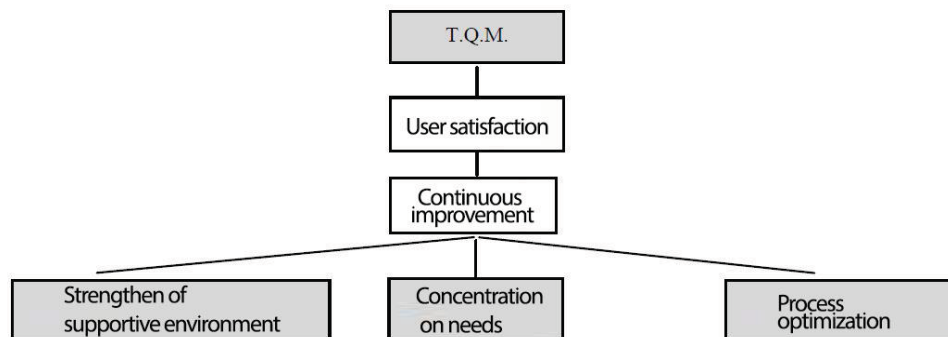 T.Q.M.
User satisfaction
Continuous
improvement
Strengthen of
supportive environment
Concentration
on needs
Process
optimization